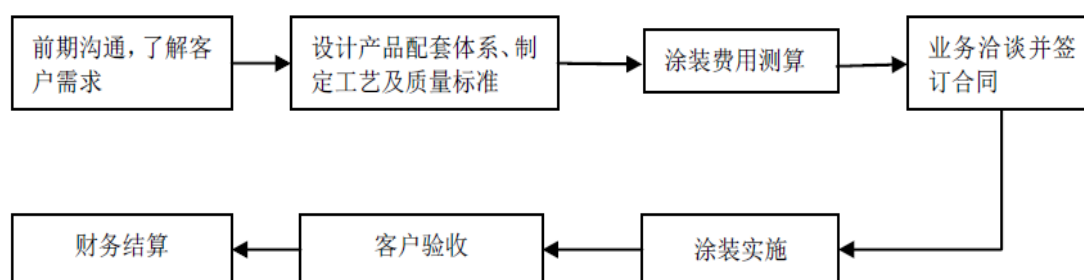 前期沟通，了解客
户需求
设计产品配套体系、制
定工艺及质量标准
涂装费用测算
业务洽谈并签
订合同
财务结算
客户验收
涂装实施